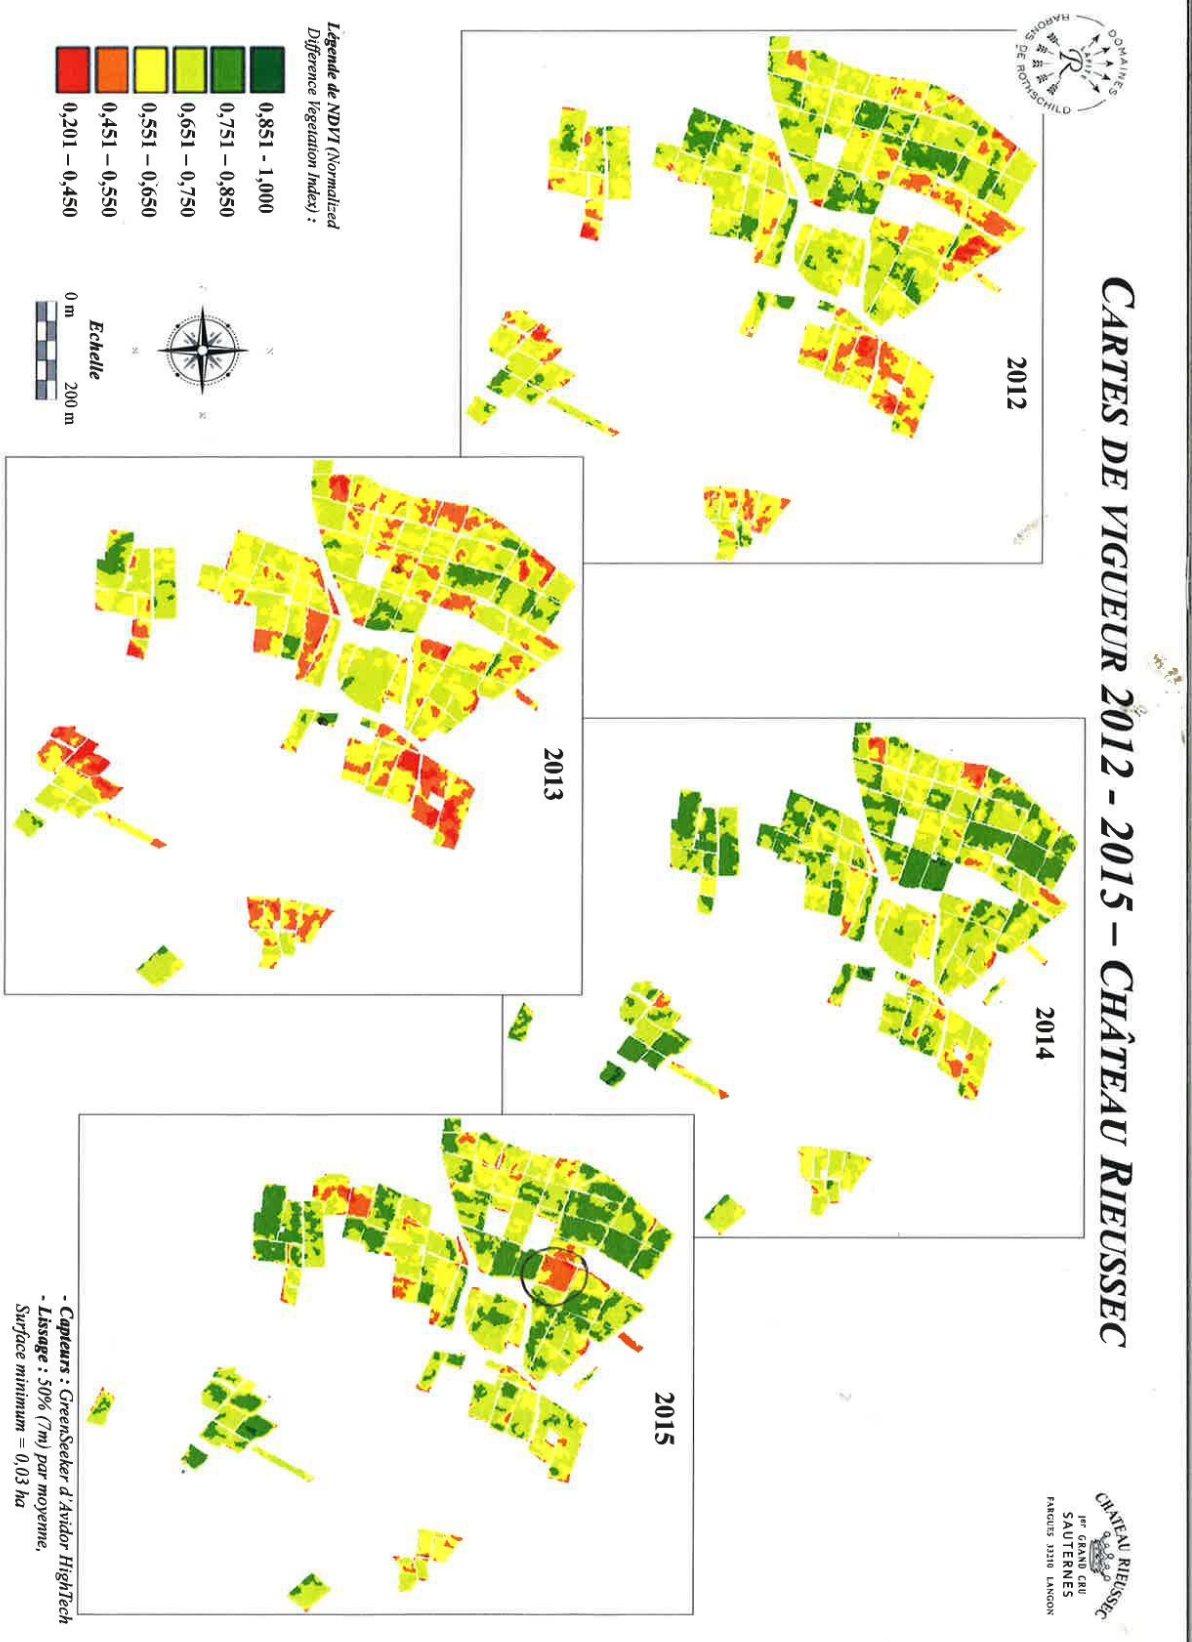 DOMAINES
BARONS DE ROTHSCHILD
LAFITE
R
CARTES DE VIGUEUR 2012 - 2015 – CHÂTEAU RIEUSSEC
CHATEAU RIEUSSEC
1er GRAND CRU
SAUTERNES
FARGUES 33210 LANGON
2012
2014
2013
2015
Légende de NDVI (Normalized
Difference Vegetation Index) :
0,851 - 1,000
0,751 – 0,850
0,651 – 0,750
0,551 – 0,650
0,451 – 0,550
0,201 – 0,450
Echelle
0 m 200 m
- Capteurs : GreenSeeker d'Avidor HighTech
- Lissage : 50% (7m) par moyenne,
Surface minimum = 0,03 ha